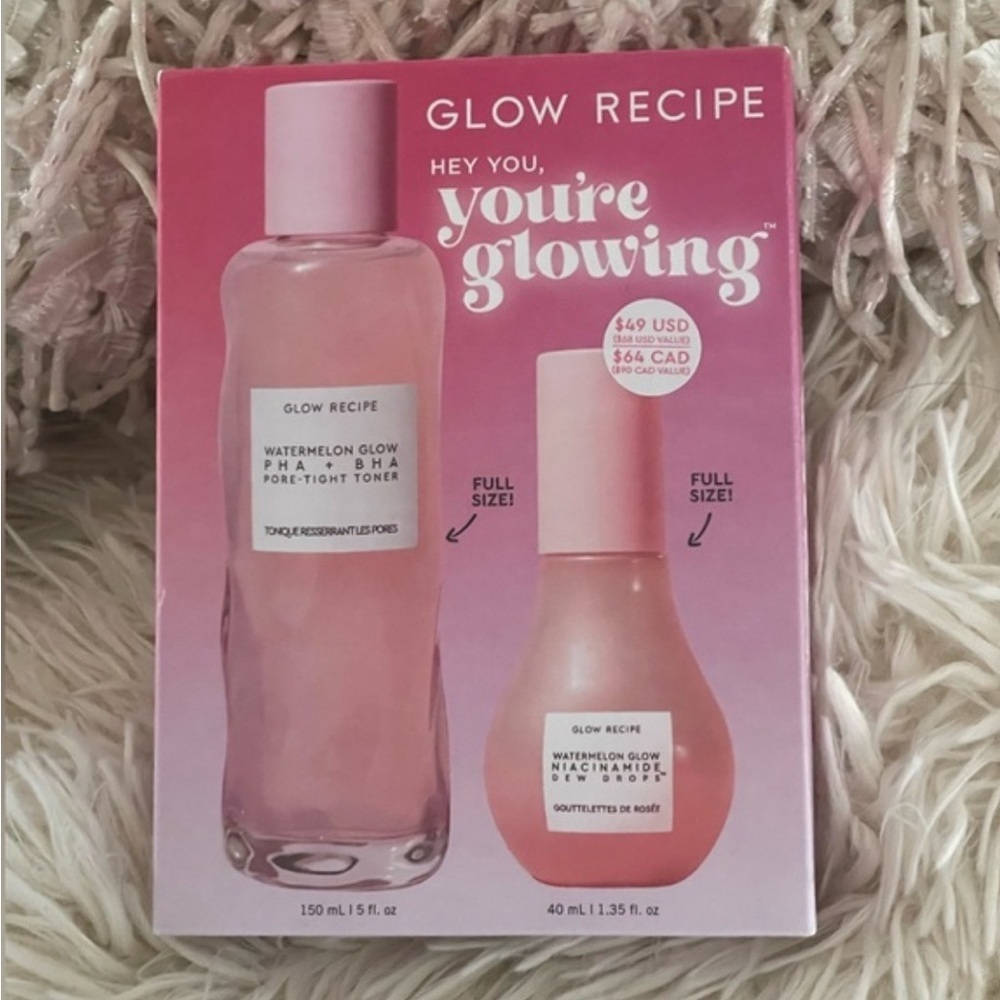 GLOW RECIPE
HEY YOU,
you're
glowing™
$49 USD
($68 USD VALUE)
$64 CAD
($90 CAD VALUE)
GLOW RECIPE
WATERMELON GLOW
PHA + BHA
PORE-TIGHT TONER
TONIQUE RESSERRANT LES PORES
FULL
SIZE!
FULL
SIZE!
GLOW RECIPE
WATERMELON GLOW
NIACINAMIDE
DEW DROPS™
GOUTTELETTES DE ROSÉE
150 mL | 5 fl. oz
40 mL | 1.35 fl. oz